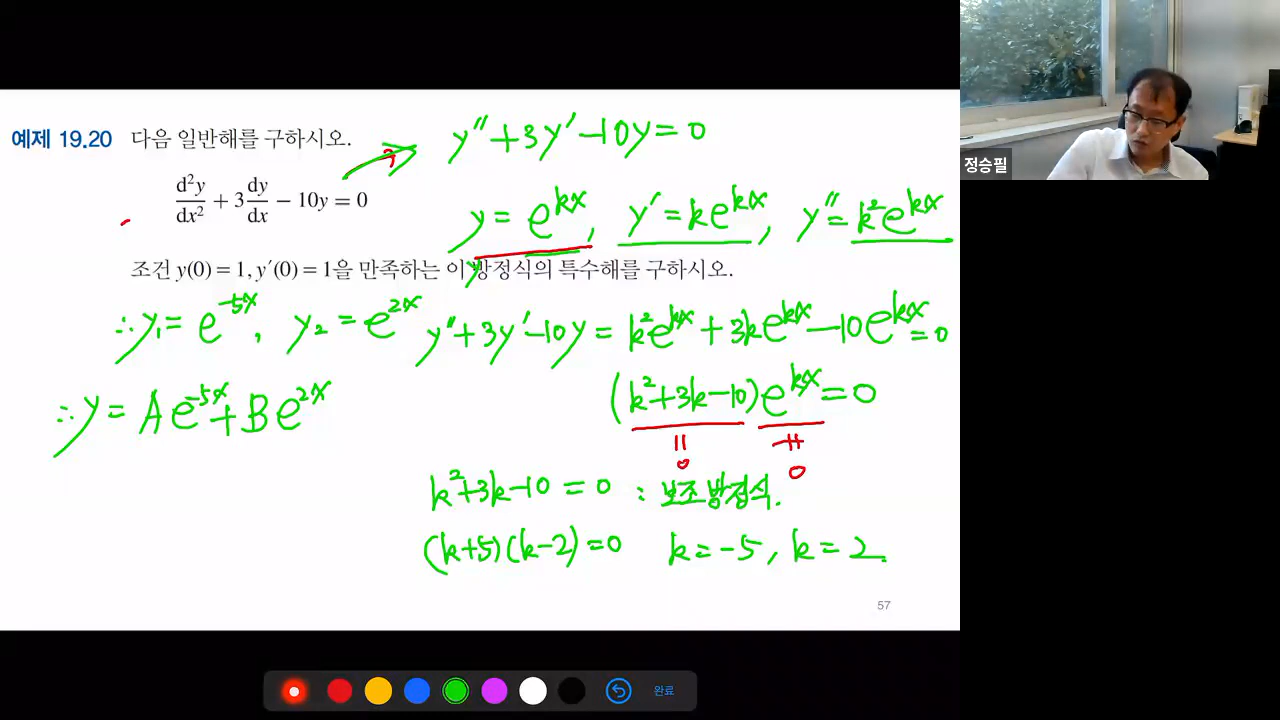 예제 19.20 다음 일반해를 구하시오.
y″+3y′−10y=0
d²y/dx² + 3 dy/dx − 10y = 0
y = e^{kx}, y′=ke^{kx}, y″=k²e^{kx}
조건 y(0) = 1, y′(0) = 1을 만족하는 이 방정식의 특수해를 구하시오.
∴y₁= e^{-5x}, y₂ = e^{2x}
y″+3y′−10y = k²e^{kx}+3ke^{kx}−10e^{kx}=0
∴y= Ae^{-5x}+Be^{2x}
(k²+3k−10)e^{kx}=0
k²+3k−10=0 : 보조방정식.
(k+5)(k−2)=0 k=−5, k=2
57
정승필
완료